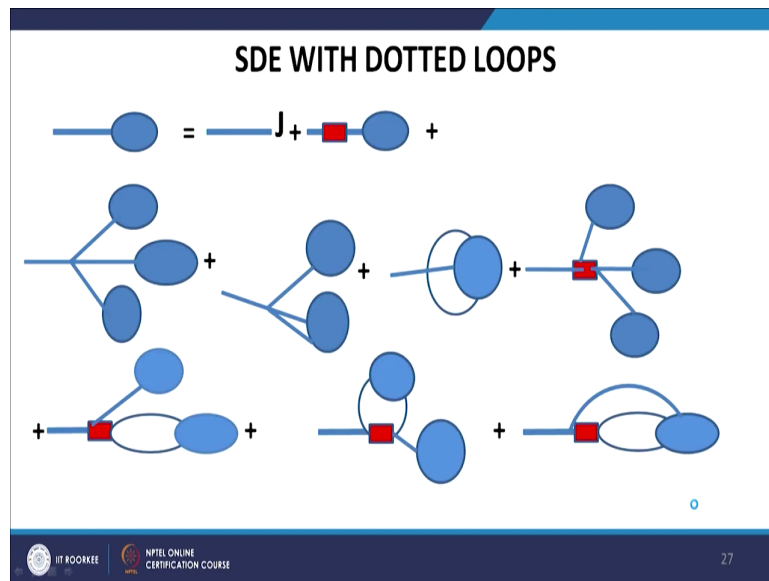 SDE WITH DOTTED LOOPS
= J + +
+ + +
+ + +
IIT ROORKEE
NPTEL ONLINE
CERTIFICATION COURSE
27